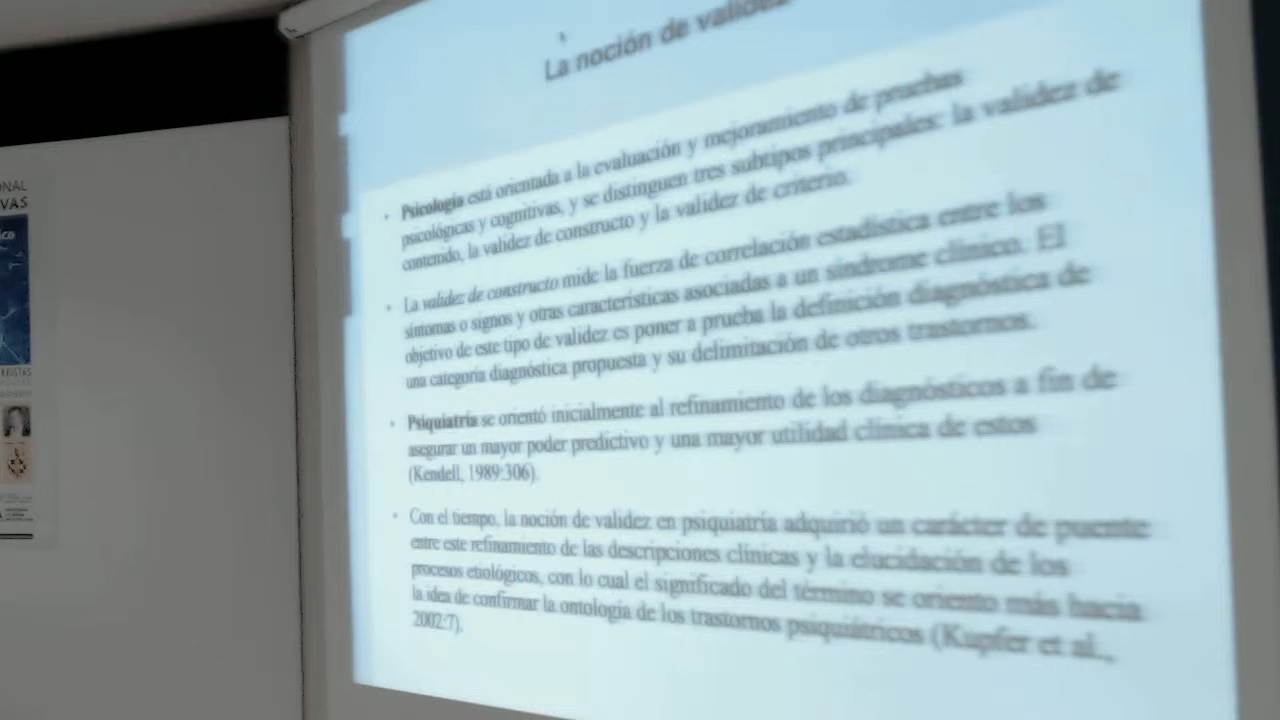 ONAL
VAS
La noción de validez
• Psicología está orientada a la evaluación y mejoramiento de pruebas
psicológicas y cognitivas, y se distinguen tres subtipos principales: la validez de
contenido, la validez de constructo y la validez de criterio.
• La validez de constructo mide la fuerza de correlación estadística entre los
síntomas o signos y otras características asociadas a un síndrome clínico. El
objetivo de este tipo de validez es poner a prueba la definición diagnóstica de
una categoría diagnóstica propuesta y su delimitación de otros trastornos.
• Psiquiatría se orientó inicialmente al refinamiento de los diagnósticos a fin de
asegurar un mayor poder predictivo y una mayor utilidad clínica de estos
(Kendell, 1989:306).
• Con el tiempo, la noción de validez en psiquiatría adquirió un carácter de puente
entre este refinamiento de las descripciones clínicas y la elucidación de los
procesos etiológicos, con lo cual el significado del término se orientó más hacia
la idea de confirmar la ontología de los trastornos psiquiátricos (Kupfer et al.,
2002:7).